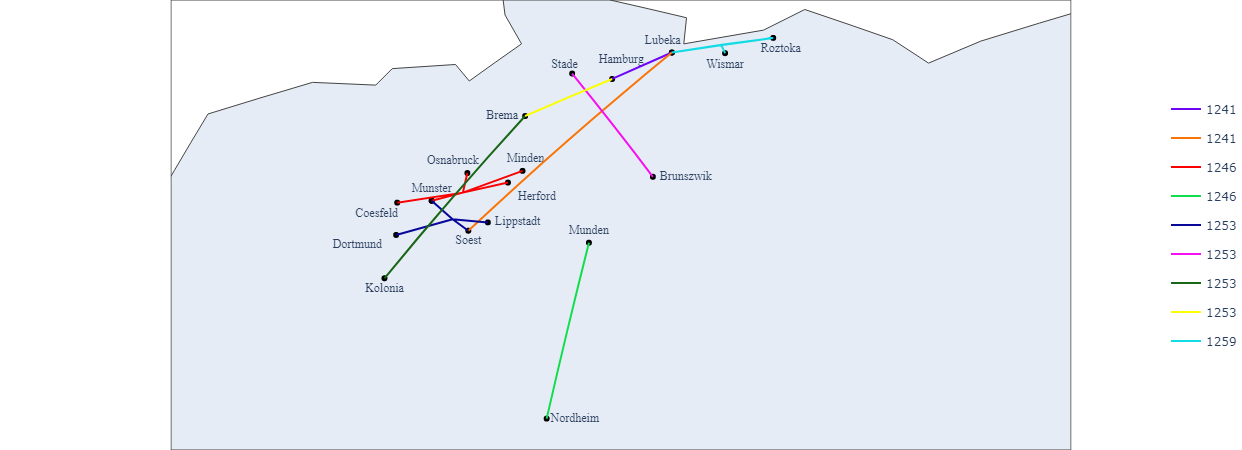 Lubeka
Roztoka
Hamburg
Wismar
Stade
Brema
Osnabruck
Minden
Brunszwik
Munster
Herford
Coesfeld
Lippstadt
Dortmund
Soest
Munden
Kolonia
Nordheim
1241
1241
1246
1246
1253
1253
1253
1253
1259